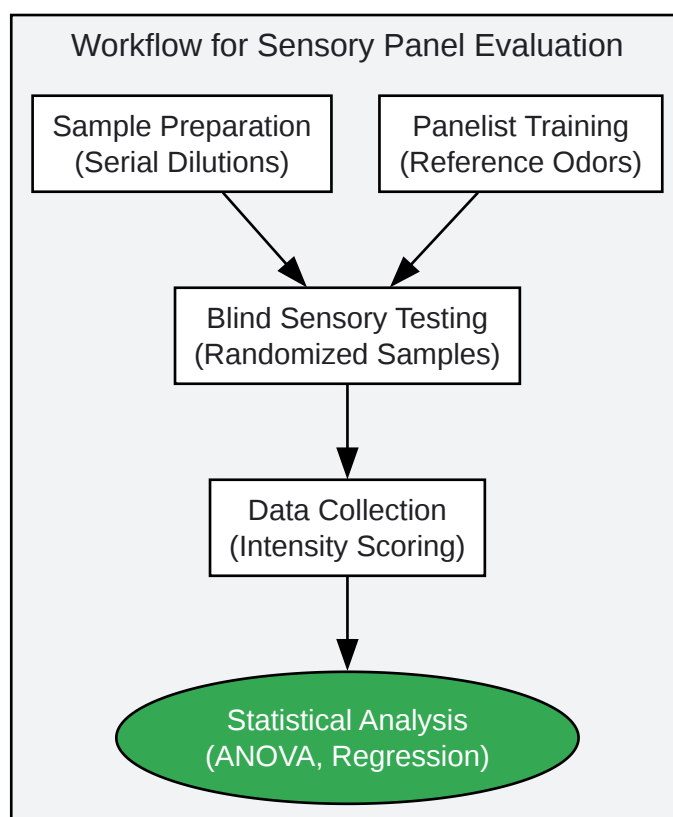 Workflow for Sensory Panel Evaluation
Sample Preparation
(Serial Dilutions)
Panelist Training
(Reference Odors)
Blind Sensory Testing
(Randomized Samples)
Data Collection
(Intensity Scoring)
Statistical Analysis
(ANOVA, Regression)